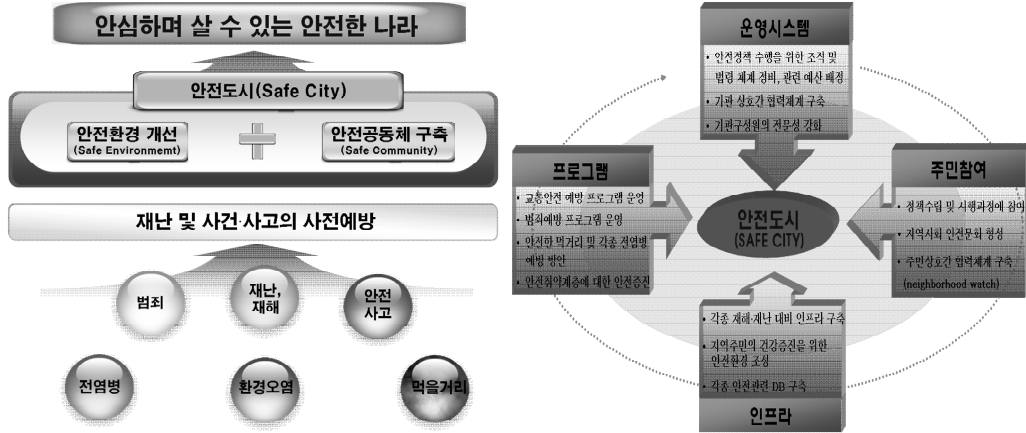 안심하며 살 수 있는 안전한 나라
안전도시(Safe City)
안전환경 개선
(Safe Environmemt)
안전공동체 구축
(Safe Community)
재난 및 사건·사고의 사전예방
범죄
재난,
재해
안전
사고
전염병
환경오염
먹을거리
운영시스템
• 안전정책 수행을 위한 조직 및
법령 체계 정비, 관련 예산 배정
• 기관 상호간 협력체계 구축
• 기관구성원의 전문성 강화
프로그램
• 교통안전 예방 프로그램 운영
• 범죄예방 프로그램 운영
• 안전한 먹거리 및 각종 전염병
예방 방안
• 안전취약계층에 대한 안전증진
안전도시
(SAFE CITY)
주민참여
• 정책수립 및 시행과정에 참여
• 지역사회 안전문화 형성
• 주민상호간 협력체계 구축
(neighborhood watch)
• 각종 재해·재난 대비 인프라 구축
• 지역주민의 건강증진을 위한
안전환경 조성
• 각종 안전관련 DB 구축
인프라